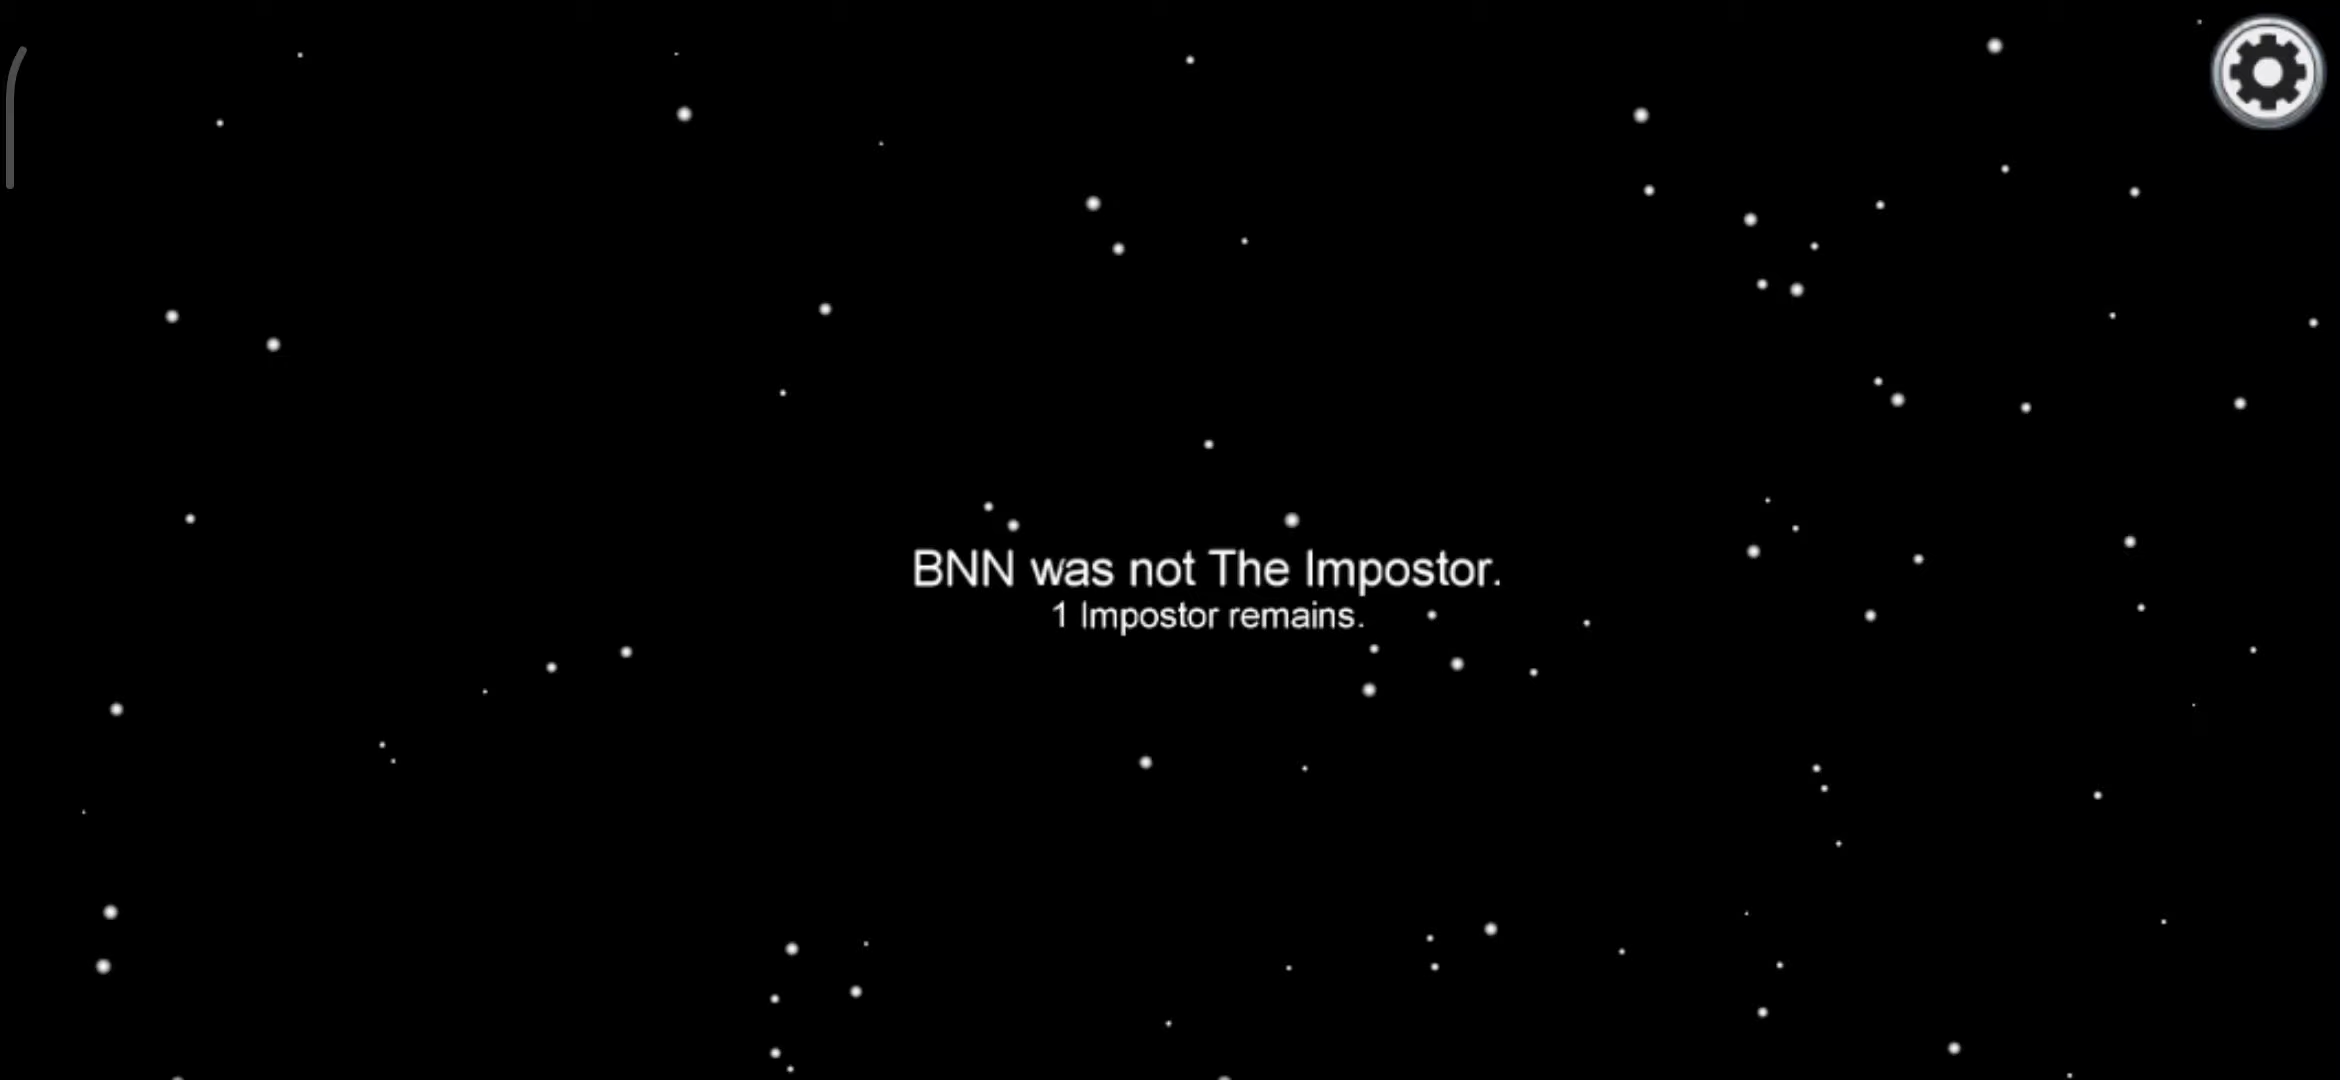 BNN was not The Impostor.
1 Impostor remains.